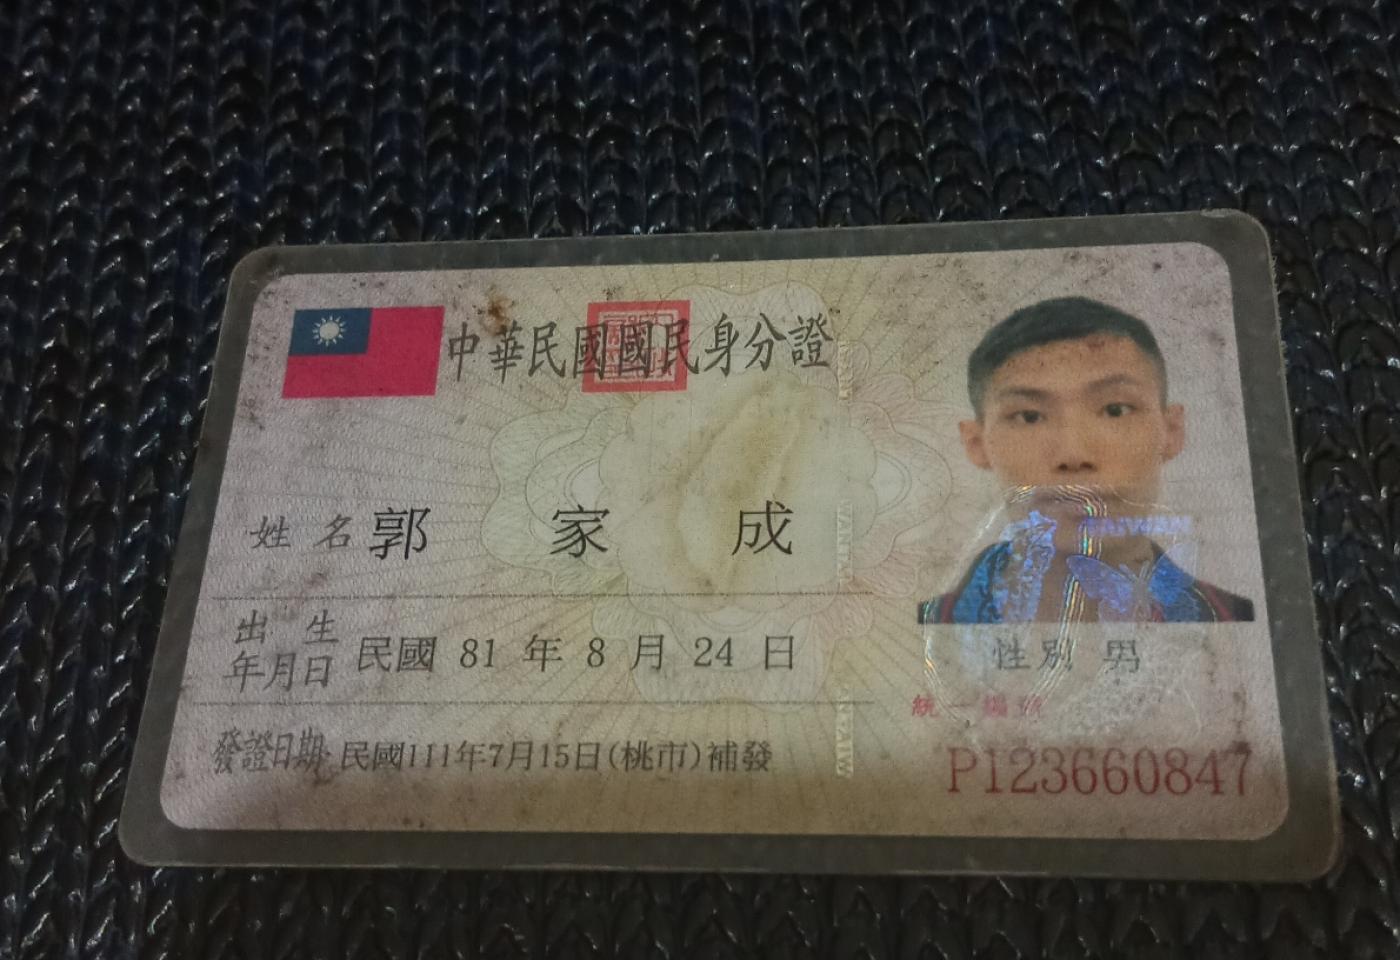 中華民國國民身分證
姓名 郭家成
出生年月日 民國 81 年 8 月 24 日
性別 男
發證日期 民國111年7月15日(桃市)補發
統一編號
P123660847
TAIWAN